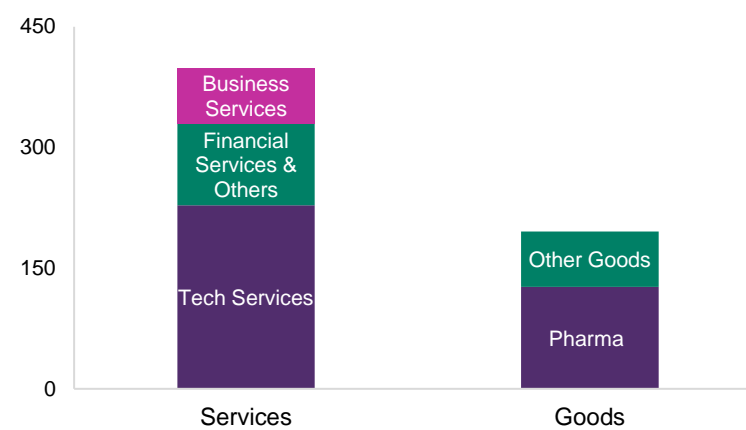 450
300
150
0
Business
Services
Financial
Services &
Others
Tech Services
Other Goods
Pharma
Services
Goods